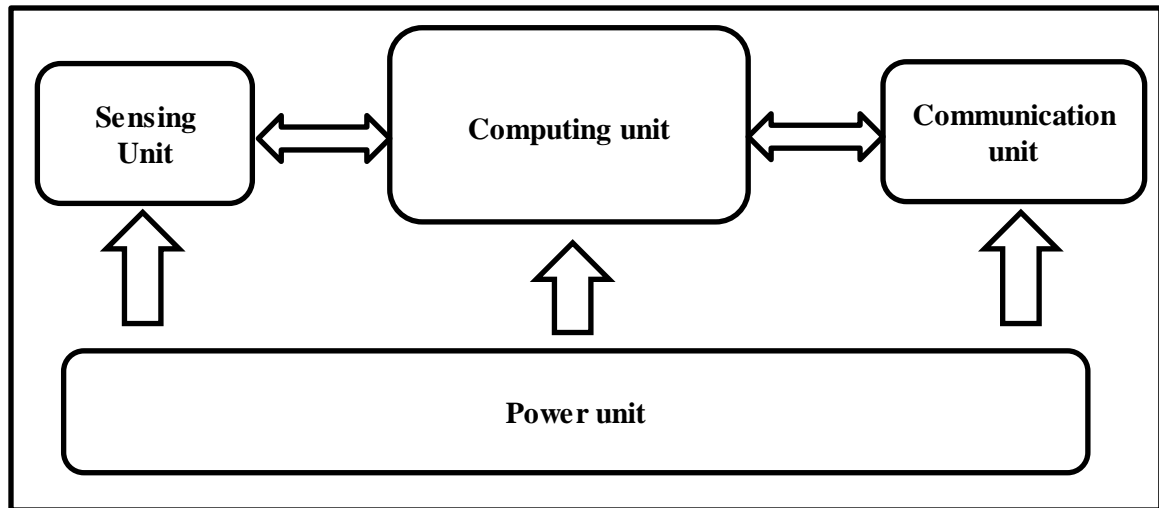 Sensing
Unit
Computing unit
Communication
unit
Power unit